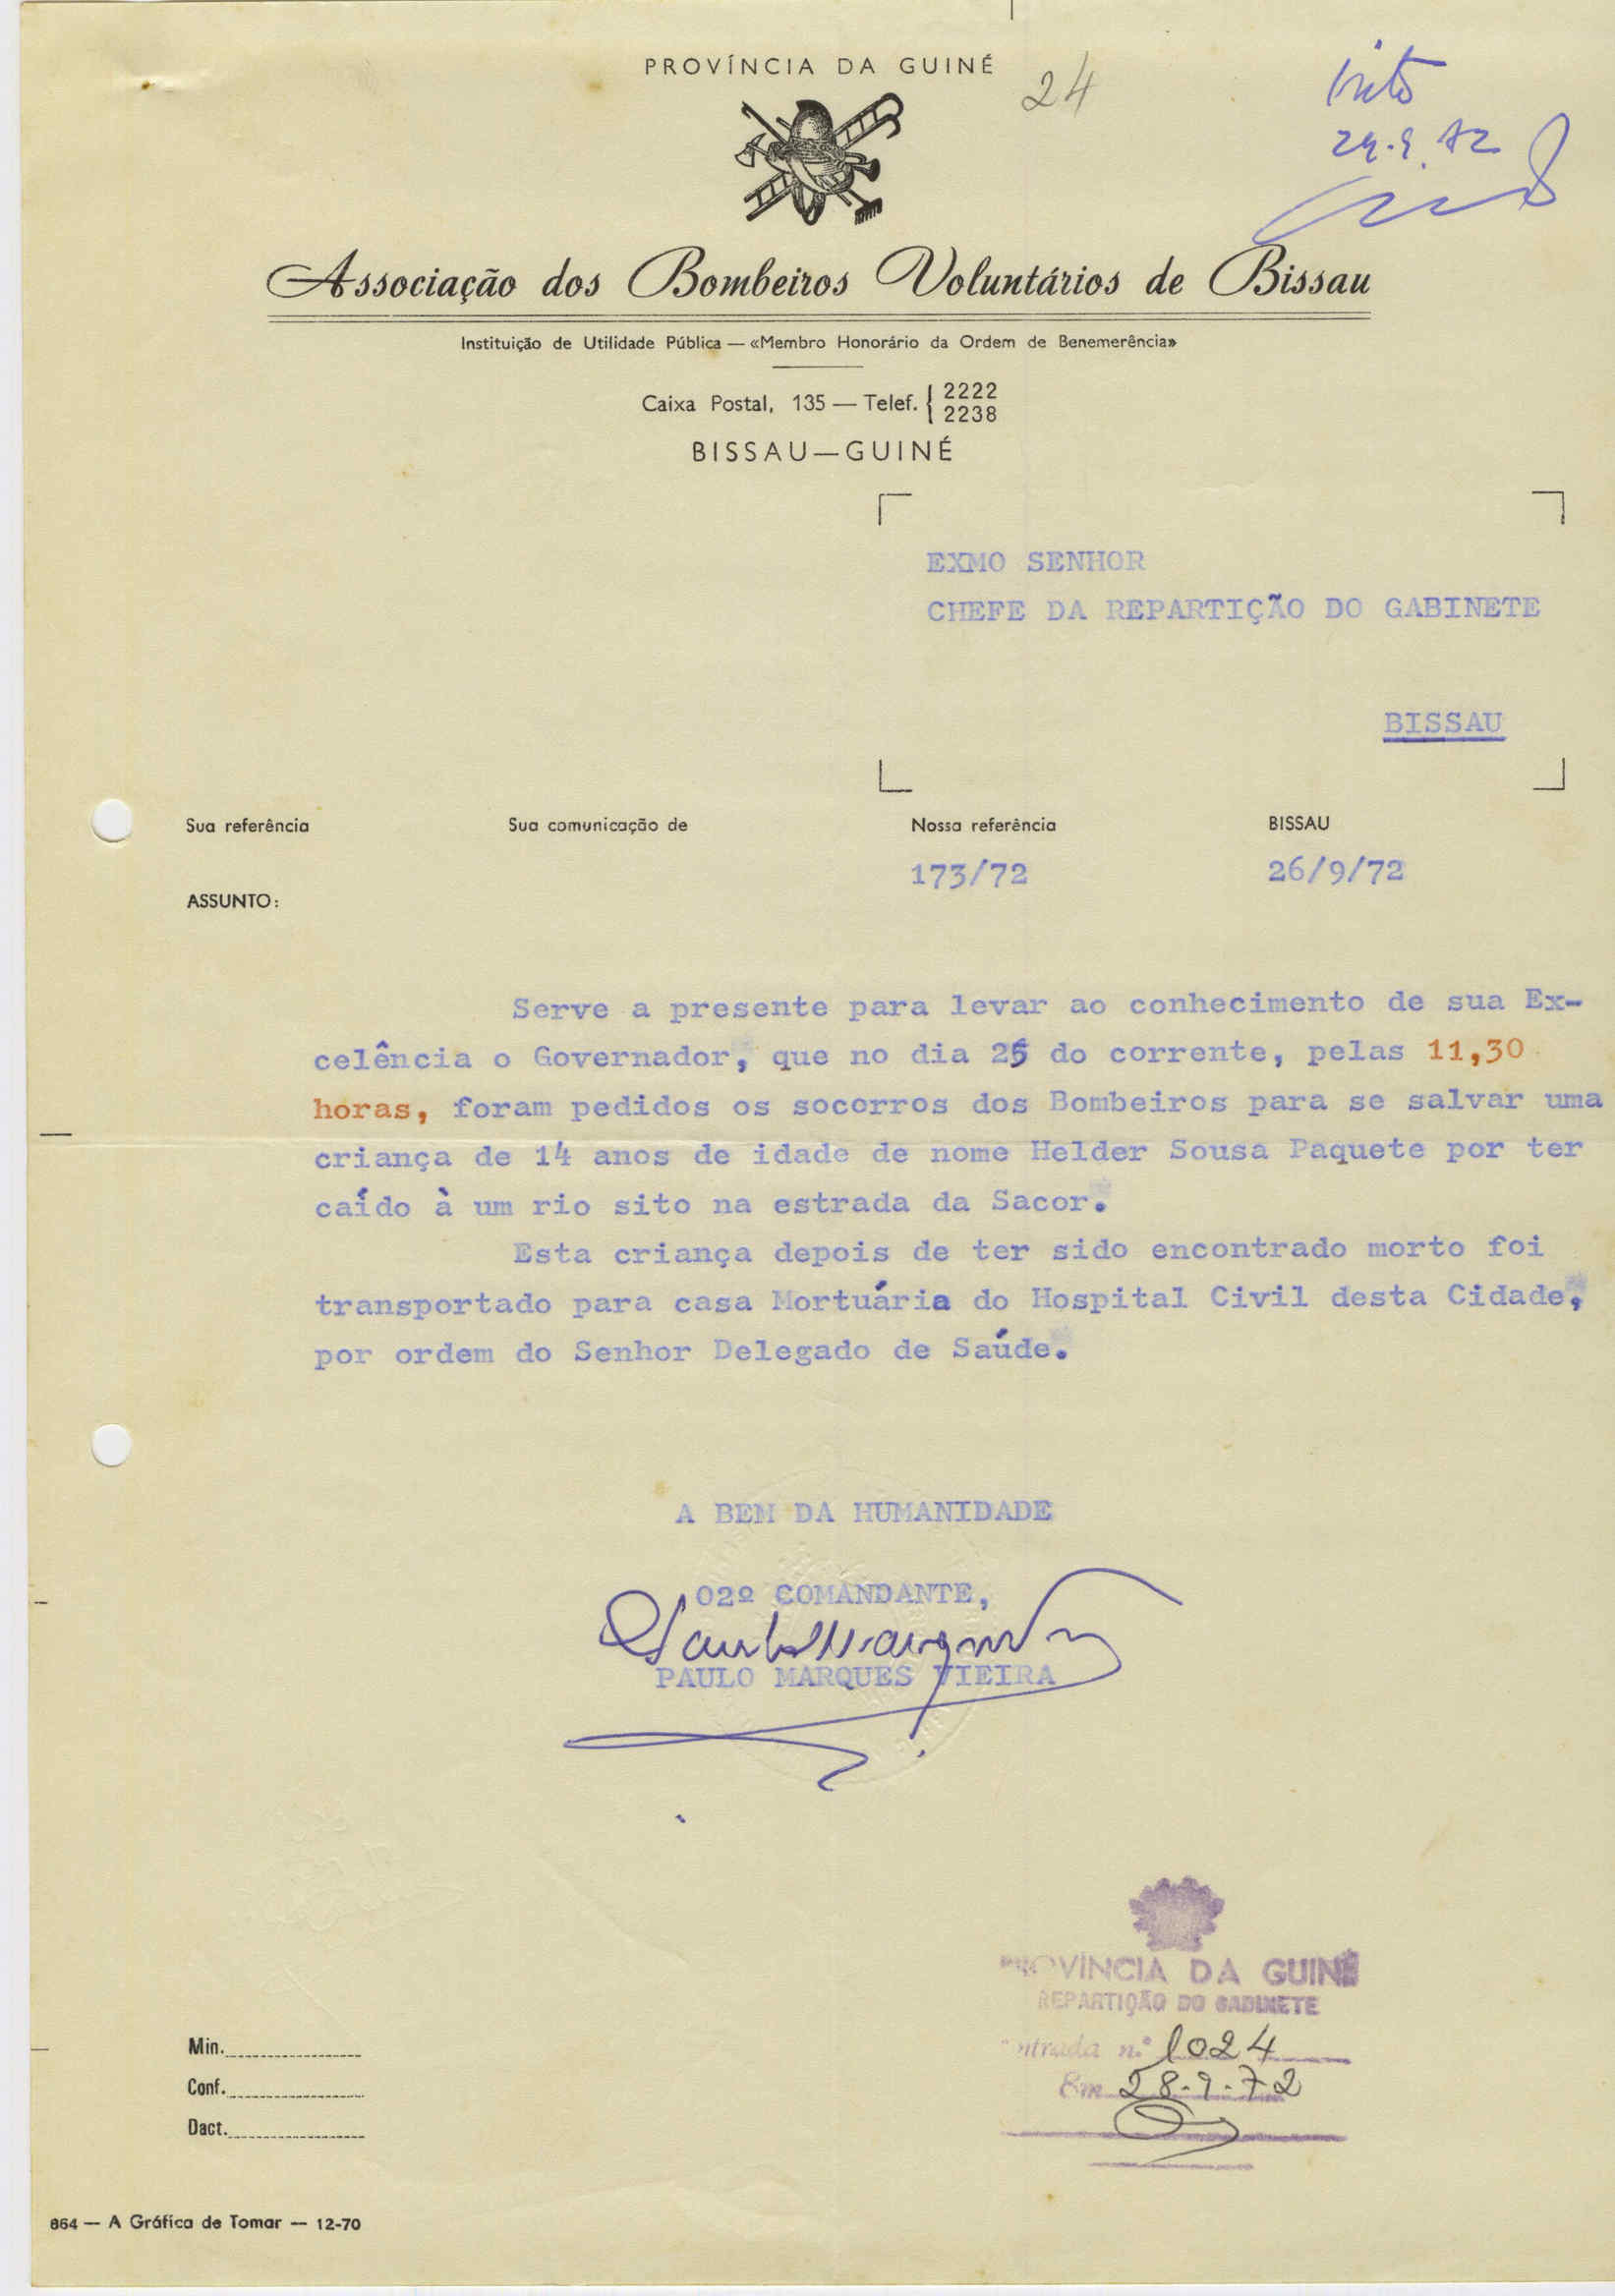 PROVÍNCIA DA GUINÉ
24
Visto
29.9.72
Associação dos Bombeiros Voluntários de Bissau
Instituição de Utilidade Pública — «Membro Honorário da Ordem de Benemerência»
Caixa Postal, 135 — Telef. { 2222
2238
BISSAU—GUINÉ
EXMO SENHOR
CHEFE DA REPARTIÇÃO DO GABINETE
BISSAU
Sua referência Sua comunicação de Nossa referência BISSAU
173/72 26/9/72
ASSUNTO:
Serve a presente para levar ao conhecimento de sua Ex-
celência o Governador, que no dia 25 do corrente, pelas 11,30
horas, foram pedidos os socorros dos Bombeiros para se salvar uma
criança de 14 anos de idade de nome Helder Sousa Paquete por ter
caído à um rio sito na estrada da Sacor.
Esta criança depois de ter sido encontrado morto foi
transportado para casa Mortuária do Hospital Civil desta Cidade,
por ordem do Senhor Delegado de Saúde.
A BEM DA HUMANIDADE
O2º COMANDANTE,
PAULO MARQUES VIEIRA
PROVÍNCIA DA GUINÉ
REPARTIÇÃO DO GABINETE
Entrada n.º 1024
Em 28-9-72
Min.
Conf.
Dact.
864 — A Gráfica de Tomar — 12-70